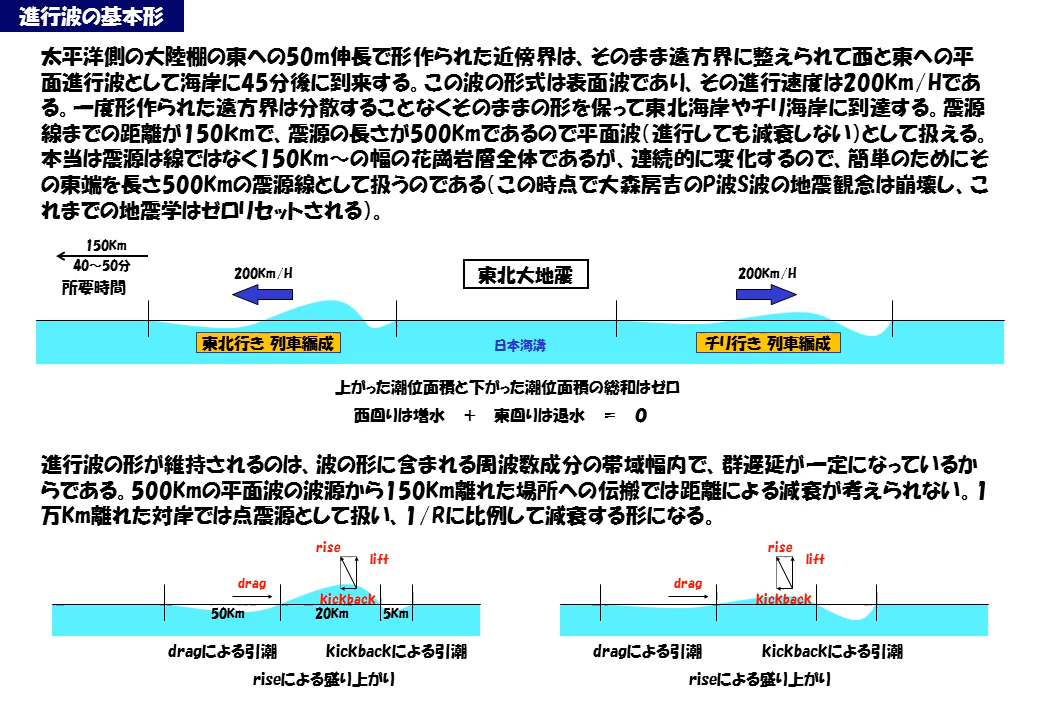 進行波の基本形
太平洋側の大陸棚の東への50m伸長で形作られた近傍界は、そのまま遠方界に整えられて西と東への平
面進行波として海岸に45分後に到来する。この波の形式は表面波であり、その進行速度は200Km/Hであ
る。一度形作られた遠方界は分散することなくそのままの形を保って東北海岸やチリ海岸に到達する。震源
線までの距離が150Kmで、震源の長さが500Kmであるので平面波(進行しても減衰しない)として扱える。
本当は震源は線ではなく150Km~の幅の花崗岩層全体であるが、連続的に変化するので、簡単のためにそ
の東端を長さ500Kmの震源線として扱うのである(この時点で大森房吉のP波S波の地震観念は崩壊し、こ
れまでの地震学はゼロリセットされる)。
150Km
40~50分
所要時間
200Km/H
東北大地震
200Km/H
東北行き 列車編成
日本海溝
チリ行き 列車編成
上がった潮位面積と下がった潮位面積の総和はゼロ
西回りは増水 + 東回りは退水 = 0
進行波の形が維持されるのは、波の形に含まれる周波数成分の帯域幅内で、群遅延が一定になっているか
らである。500Kmの平面波の波源から150Km離れた場所への伝搬では距離による減衰が考えられない。1
万Km離れた対岸では点震源として扱い、1/Rに比例して減衰する形になる。
rise
lift
drag
kickback
50Km
20Km
5Km
dragによる引潮
kickbackによる引潮
riseによる盛り上がり
rise
lift
drag
kickback
dragによる引潮
kickbackによる引潮
riseによる盛り上がり